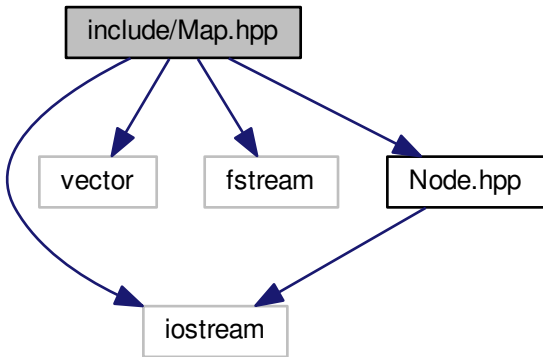 include/Map.hpp
vector
fstream
Node.hpp
iostream